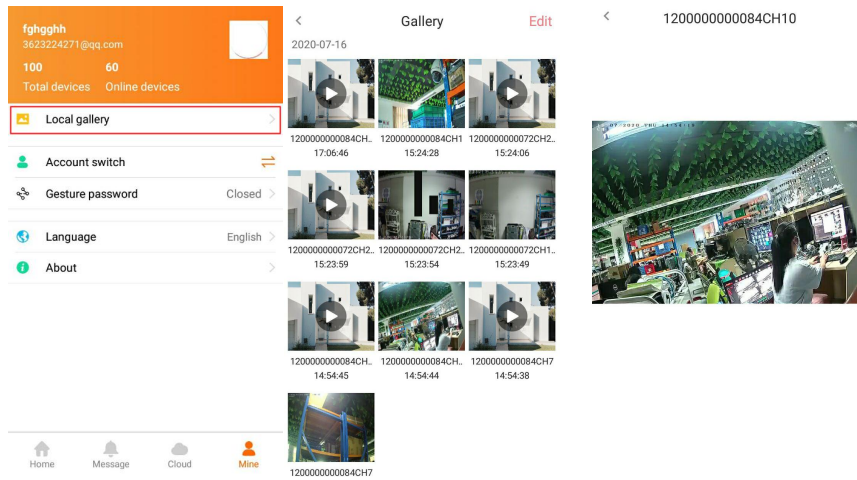 fghgghh
3623224271@qq.com
100 60
Total devices Online devices
Local gallery
Account switch
Gesture password Closed
Language English
About
Home Message Cloud Mine
Gallery Edit
2020-07-16
1200000000084CH.. 1200000000084CH1 1200000000072CH2..
17:06:46 15:24:28 15:24:06
1200000000072CH2.. 1200000000072CH2.. 1200000000072CH1..
15:23:59 15:23:54 15:23:49
1200000000084CH.. 1200000000084CH.. 1200000000084CH7
14:54:45 14:54:44 14:54:38
1200000000084CH7
1200000000084CH10